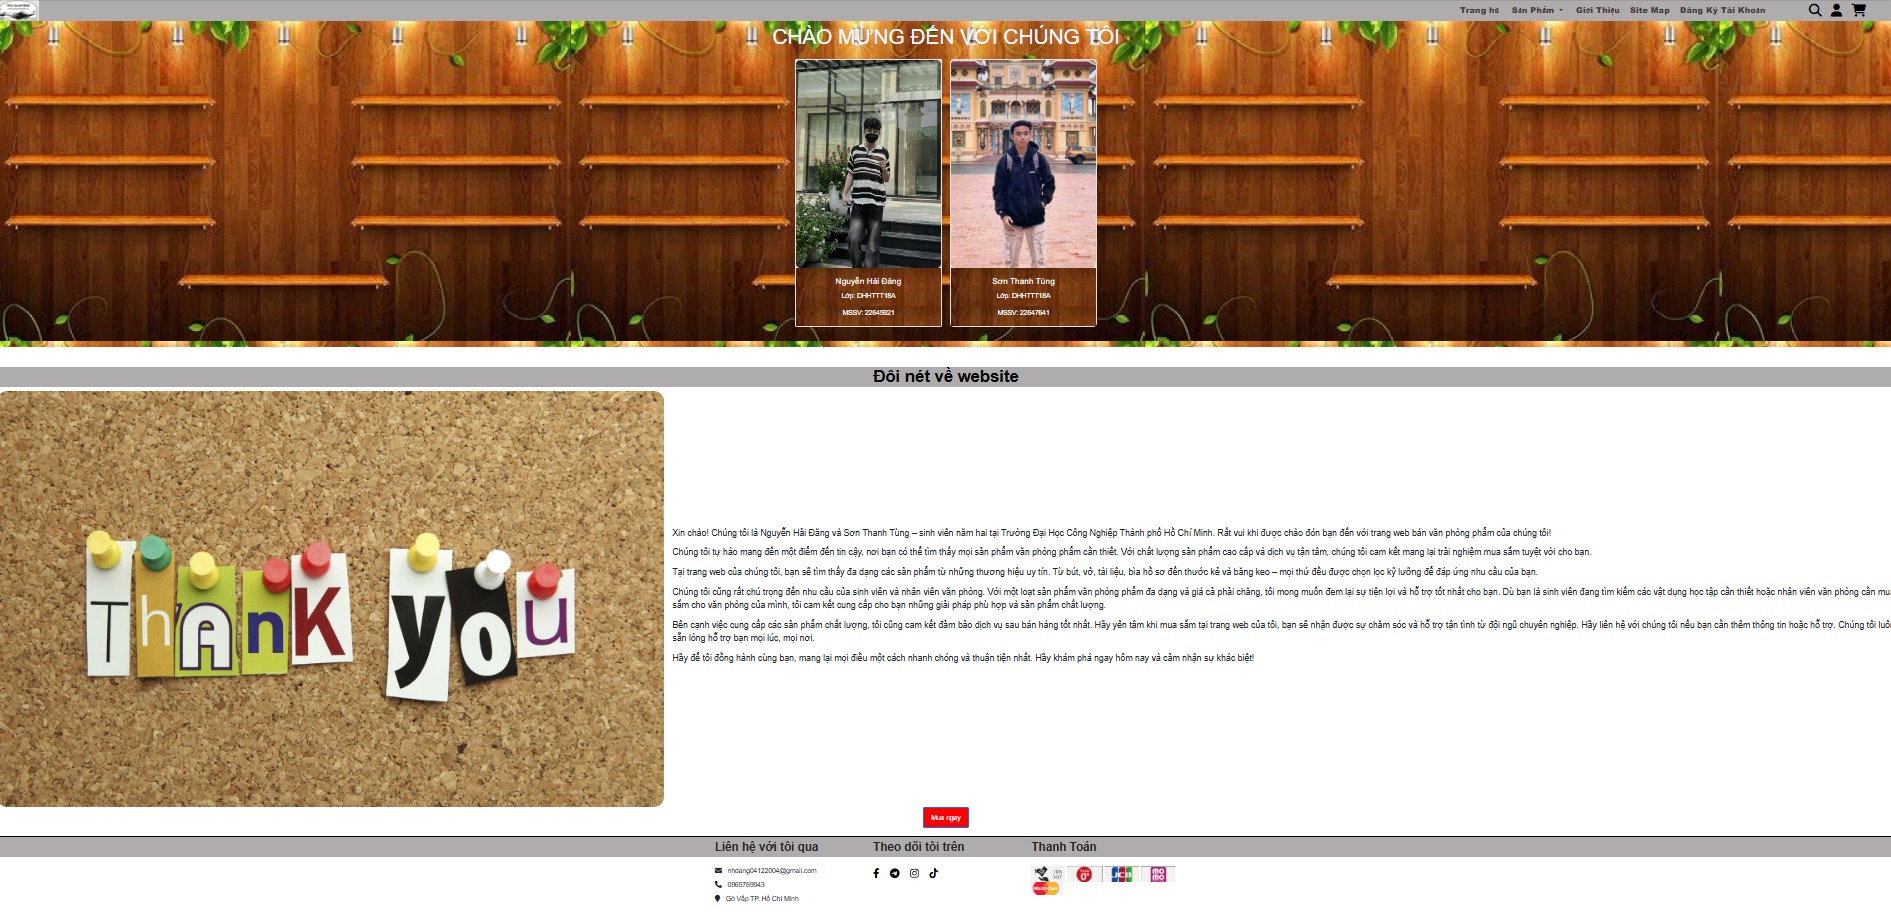 Trang hủ Sản Phẩm Giới Thiệu Site Map Đăng Ký Tài Khoản
CHÀO MỪNG ĐẾN VỚI CHÚNG TÔI
Nguyễn Hải Đăng
Lớp: DHHTTT18A
MSSV: 22645921
Sơn Thanh Tùng
Lớp: DHHTTT18A
MSSV: 22647641
Đôi nét về website
Thank you
Xin chào! Chúng tôi là Nguyễn Hải Đăng và Sơn Thanh Tùng – sinh viên năm hai tại Trường Đại Học Công Nghiệp Thành phố Hồ Chí Minh. Rất vui khi được chào đón bạn đến với trang web bán văn phòng phẩm của chúng tôi!
Chúng tôi tự hào mang đến một điểm đến tin cậy, nơi bạn có thể tìm thấy mọi sản phẩm văn phòng phẩm cần thiết. Với chất lượng sản phẩm cao cấp và dịch vụ tận tâm, chúng tôi cam kết mang lại trải nghiệm mua sắm tuyệt vời cho bạn.
Tại trang web của chúng tôi, bạn sẽ tìm thấy đa dạng các sản phẩm từ những thương hiệu uy tín. Từ bút, vở, tài liệu, bìa hồ sơ đến thước kẻ và băng keo – mọi thứ đều được chọn lọc kỹ lưỡng để đáp ứng nhu cầu của bạn.
Chúng tôi cũng rất chú trọng đến nhu cầu của sinh viên và nhân viên văn phòng. Với một loạt sản phẩm văn phòng phẩm đa dạng và giá cả phải chăng, tôi mong muốn đem lại sự tiện lợi và hỗ trợ tốt nhất cho bạn. Dù bạn là sinh viên đang tìm kiếm các vật dụng học tập cần thiết hoặc nhân viên văn phòng cần mua
sắm cho văn phòng của mình, tôi cam kết cung cấp cho bạn những giải pháp phù hợp và sản phẩm chất lượng.
Bên cạnh việc cung cấp các sản phẩm chất lượng, tôi cũng cam kết đảm bảo dịch vụ sau bán hàng tốt nhất. Hãy yên tâm khi mua sắm tại trang web của tôi, bạn sẽ nhận được sự chăm sóc và hỗ trợ tận tình từ đội ngũ chuyên nghiệp. Hãy liên hệ với chúng tôi nếu bạn cần thêm thông tin hoặc hỗ trợ. Chúng tôi luôn
sẵn lòng hỗ trợ bạn mọi lúc, mọi nơi.
Hãy để tôi đồng hành cùng bạn, mang lại mọi điều một cách nhanh chóng và thuận tiện nhất. Hãy khám phá ngay hôm nay và cảm nhận sự khác biệt!
Mua ngay
Liên hệ với tôi qua Theo dõi tôi trên Thanh Toán
nhdang04122004@gmail.com
0965769943
Gò Vấp TP. Hồ Chí Minh
TIỀN MẶT
0%
JCB
mo mo
MasterCard